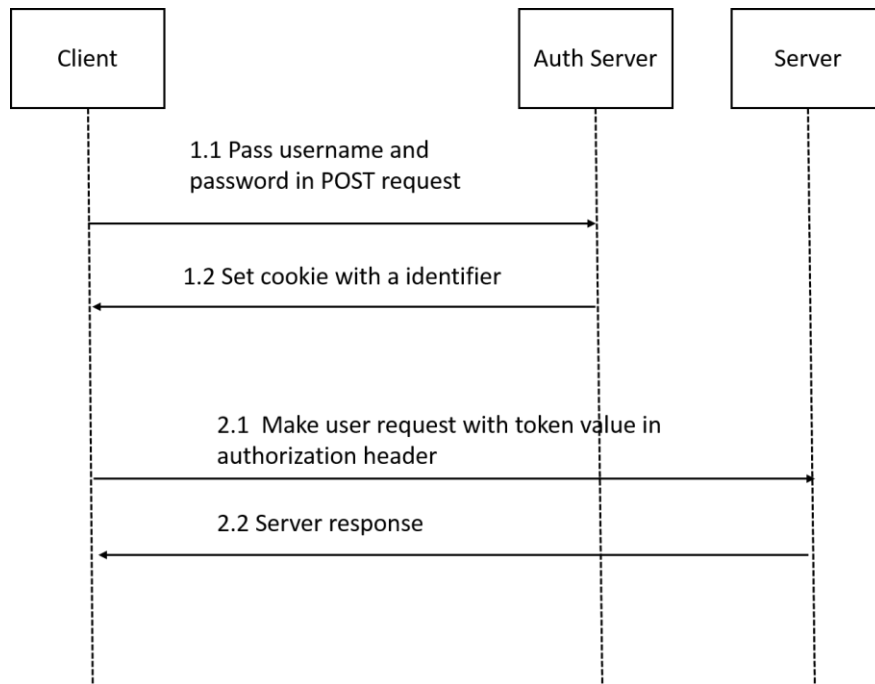 Client
Auth Server
Server
1.1 Pass username and
password in POST request
1.2 Set cookie with a identifier
2.1  Make user request with token value in
authorization header
2.2 Server response